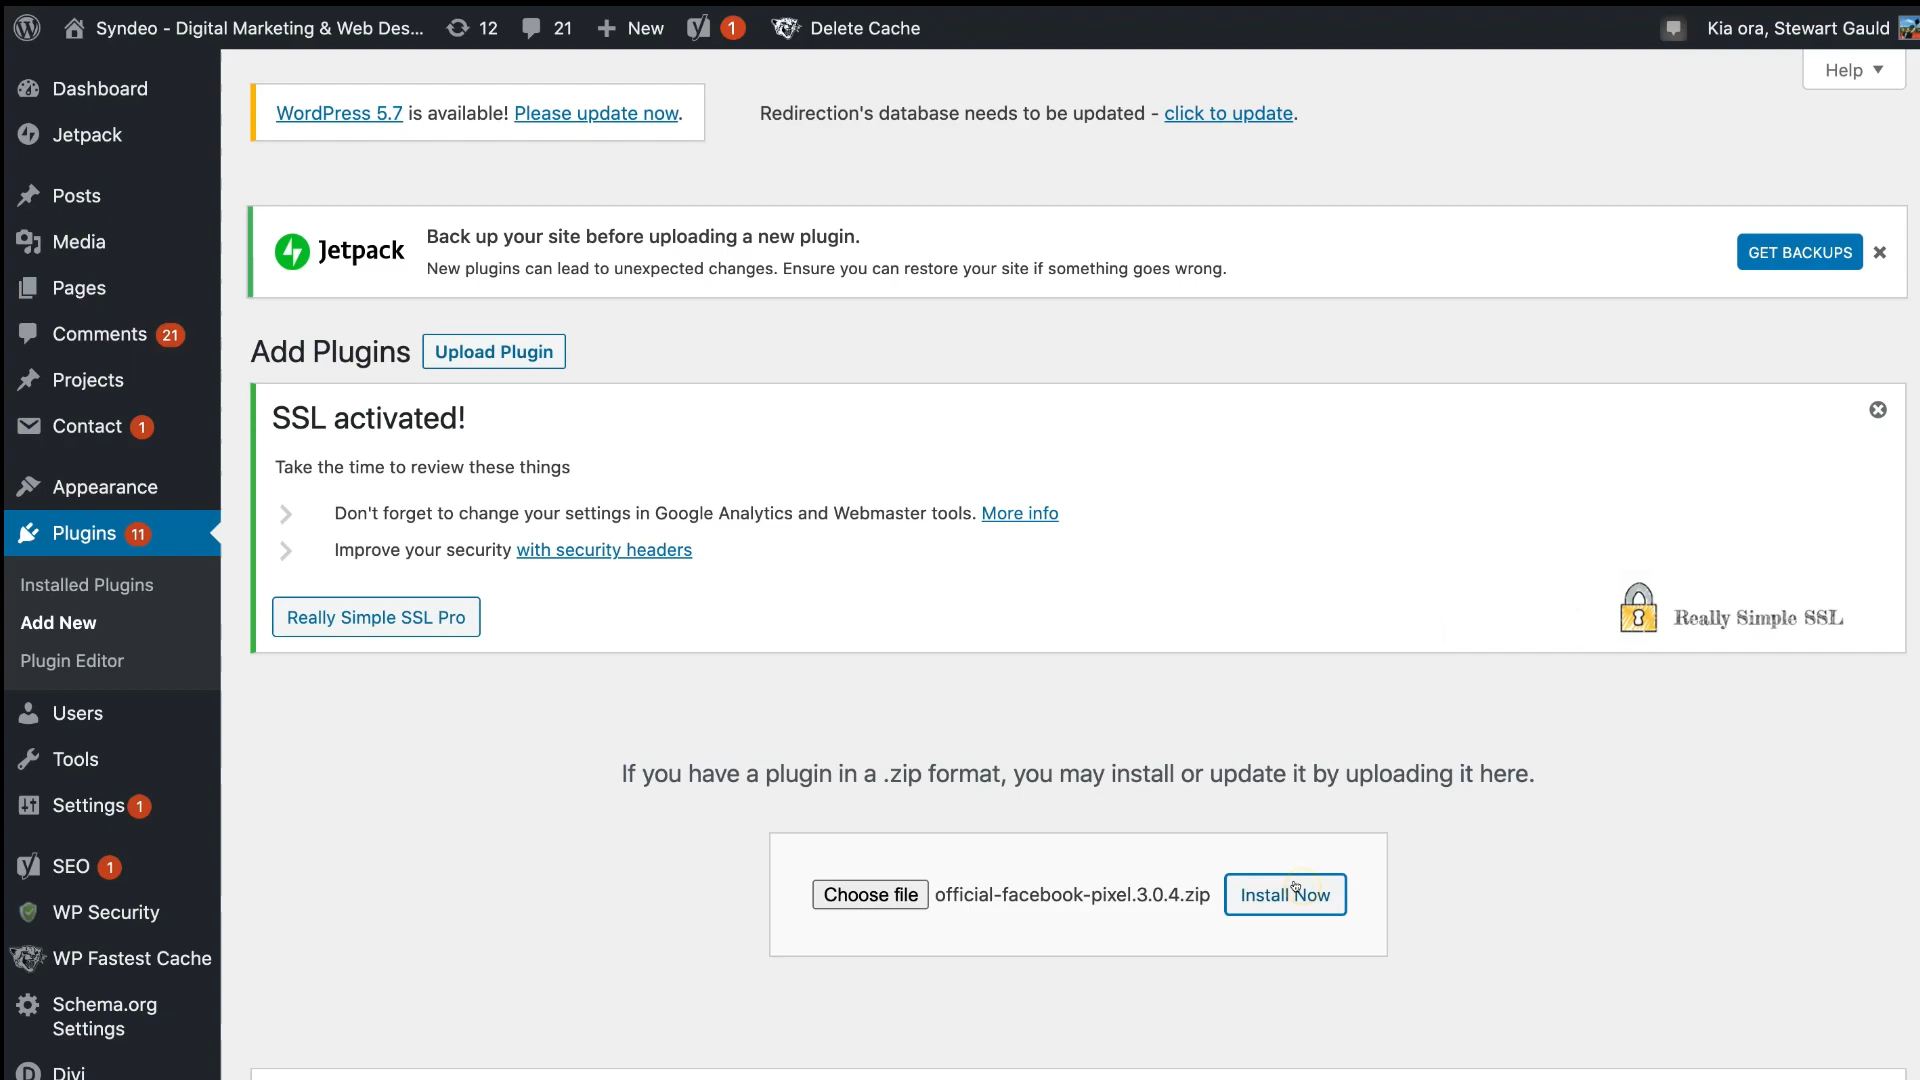 Syndeo - Digital Marketing & Web Des... 12 21 New 1 Delete Cache Kia ora, Stewart Gauld
Help
Dashboard
Jetpack
Posts
Media
Pages
Comments 21
Projects
Contact 1
Appearance
Plugins 11
Installed Plugins
Add New
Plugin Editor
Users
Tools
Settings 1
SEO 1
WP Security
WP Fastest Cache
Schema.org
Settings
Divi
WordPress 5.7 is available! Please update now.
Redirection's database needs to be updated - click to update.
Jetpack
Back up your site before uploading a new plugin.
New plugins can lead to unexpected changes. Ensure you can restore your site if something goes wrong.
GET BACKUPS
Add Plugins Upload Plugin
SSL activated!
Take the time to review these things
Don't forget to change your settings in Google Analytics and Webmaster tools. More info
Improve your security with security headers
Really Simple SSL Pro
Really Simple SSL
If you have a plugin in a .zip format, you may install or update it by uploading it here.
Choose file official-facebook-pixel.3.0.4.zip Install Now